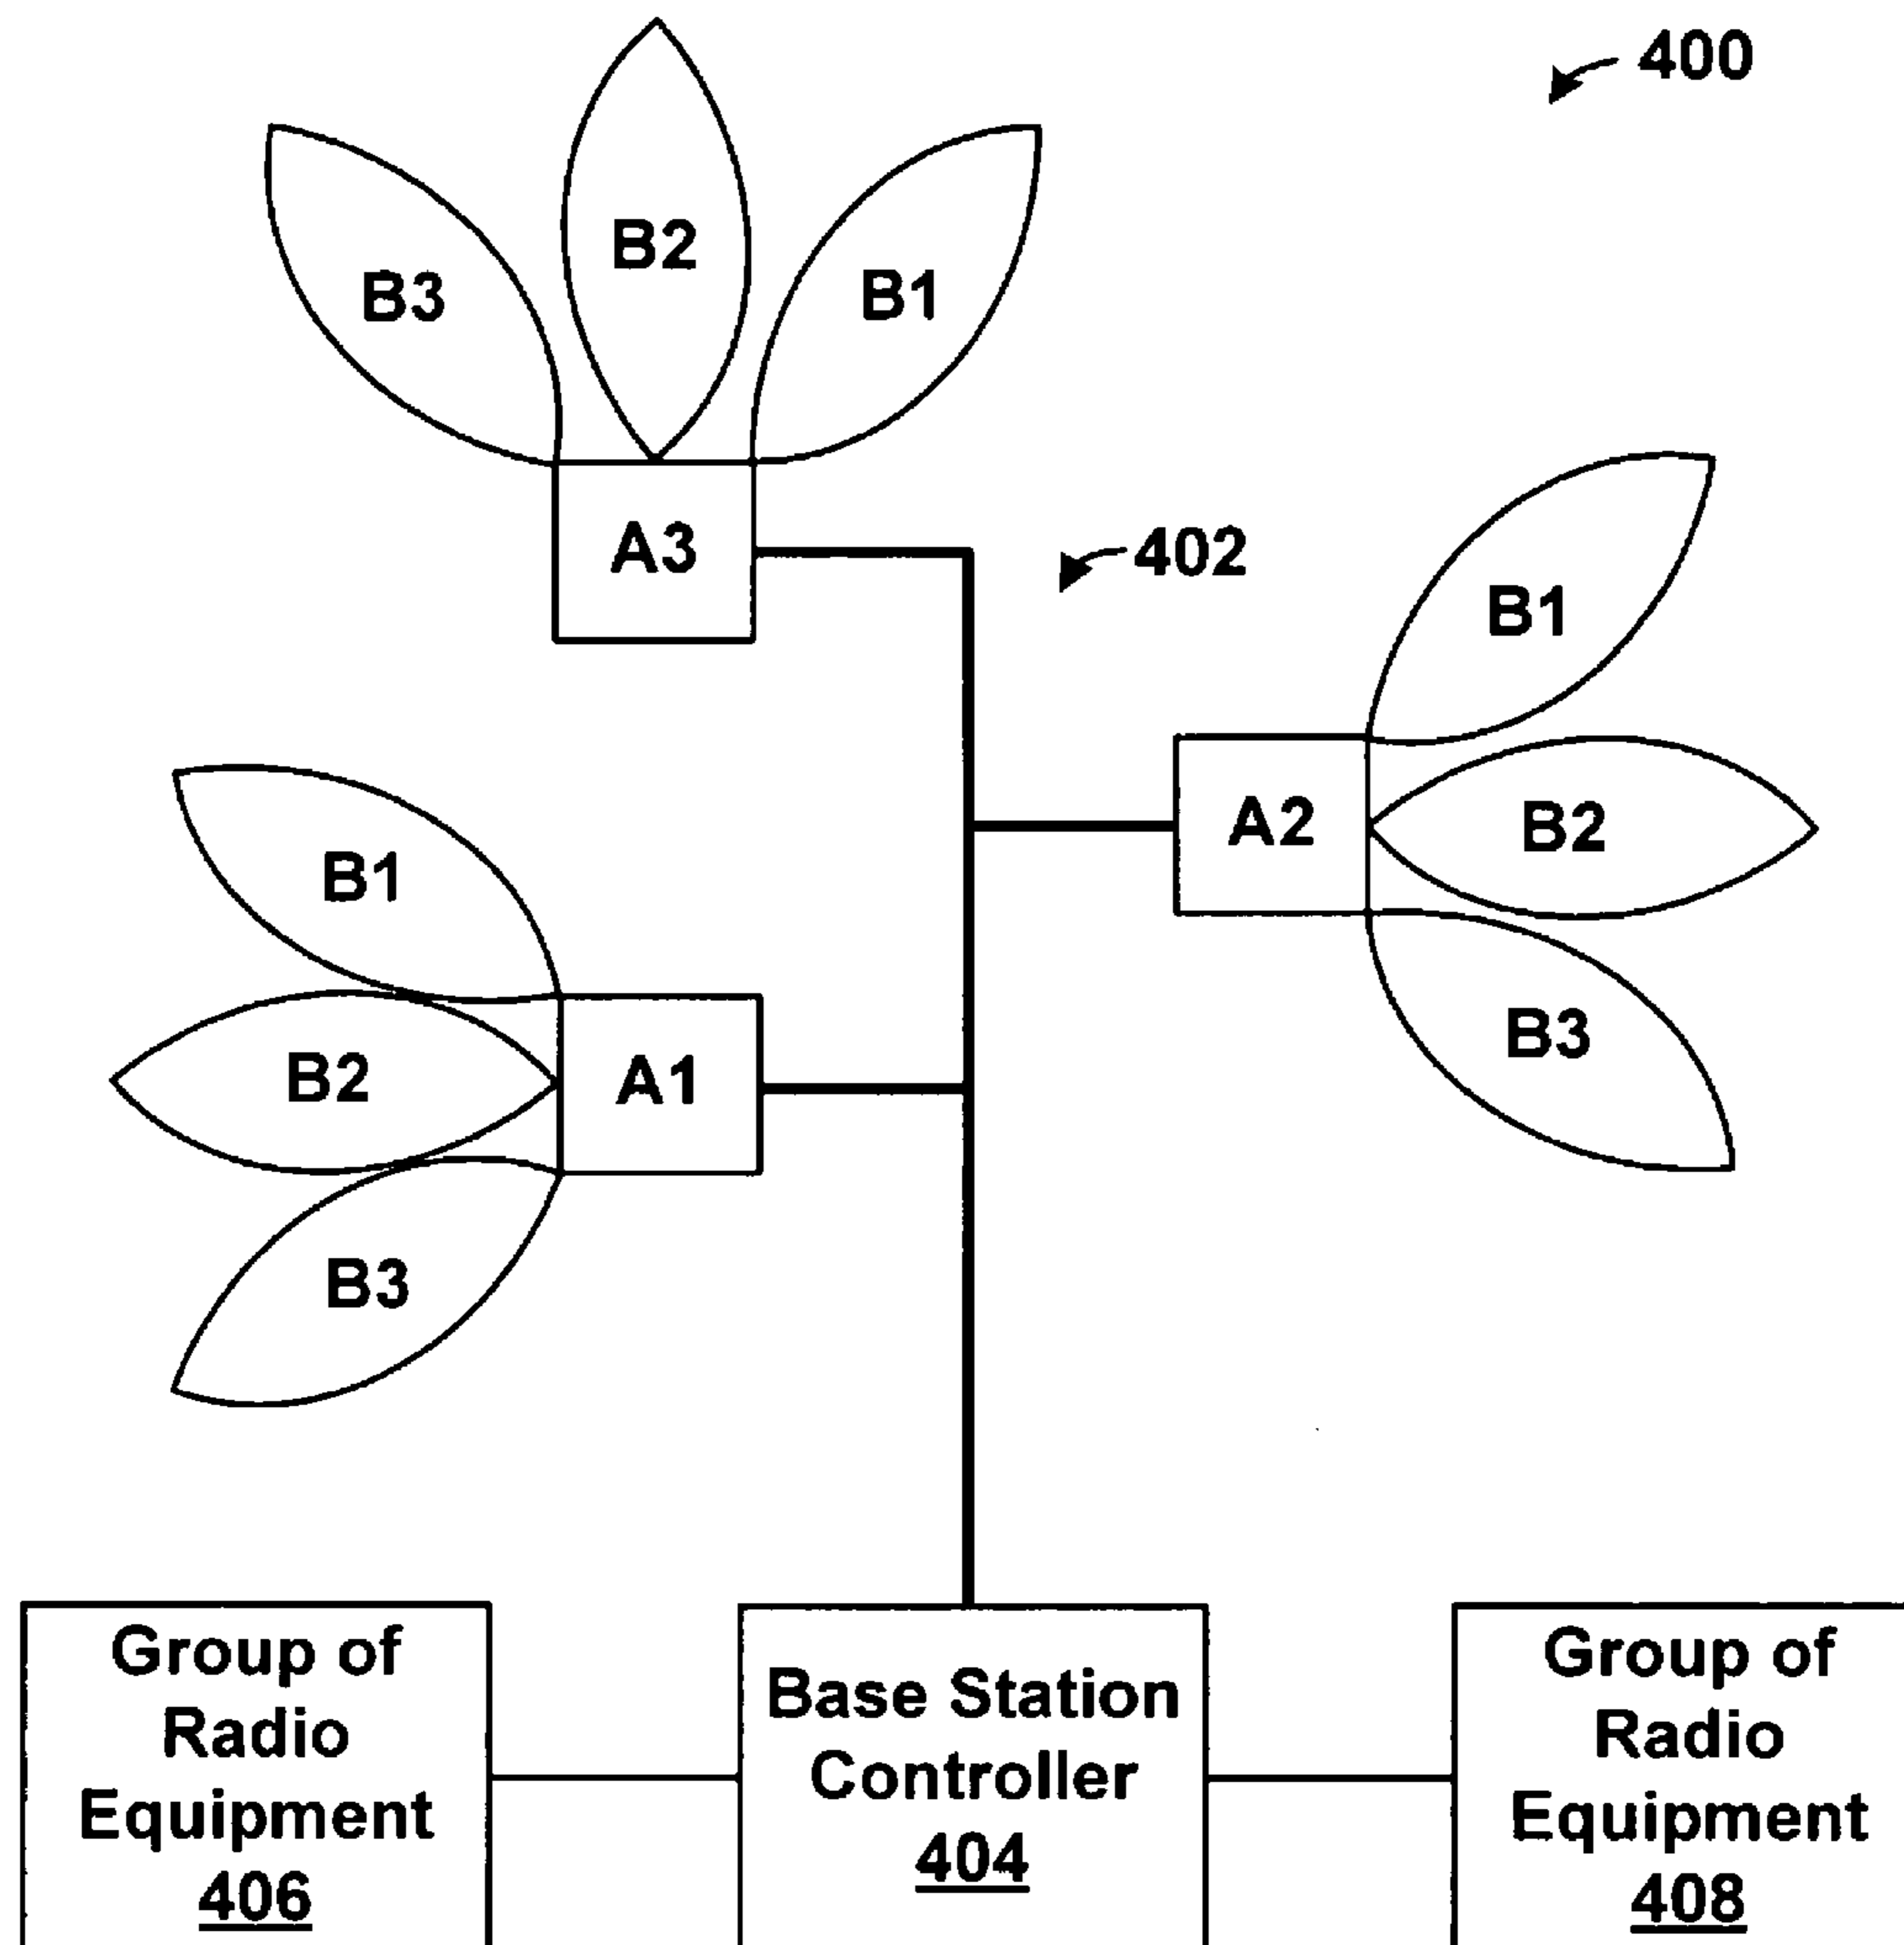 400
B2
B3
B1
A3
402
B1
A2
B2
B1
B3
A1
B2
B3
Group of
Radio
Equipment
406
Base Station
Controller
404
Group of
Radio
Equipment
408